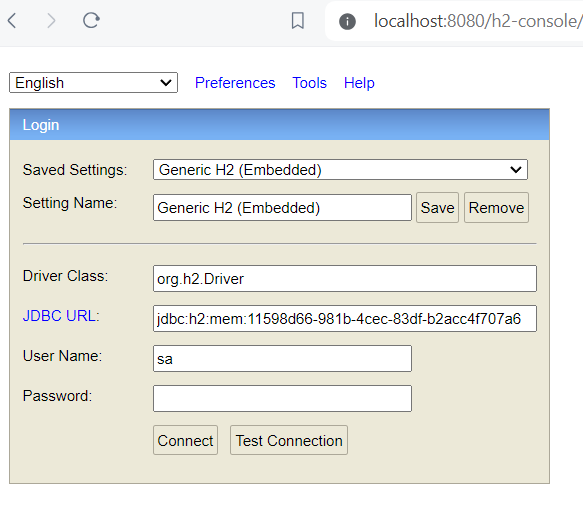 localhost:8080/h2-console/
English Preferences Tools Help
Login
Saved Settings: Generic H2 (Embedded)
Setting Name: Generic H2 (Embedded) Save Remove
Driver Class: org.h2.Driver
JDBC URL: jdbc:h2:mem:11598d66-981b-4cec-83df-b2acc4f707a6
User Name: sa
Password:
Connect Test Connection